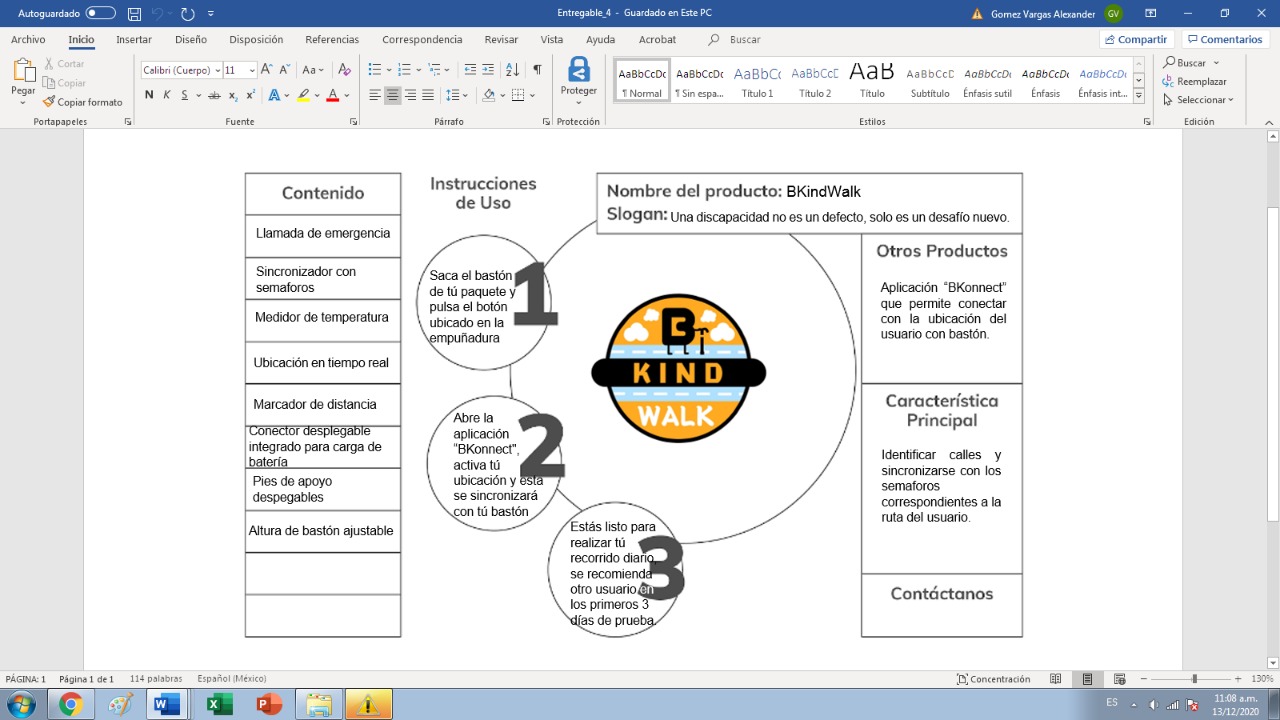 Autoguardado
Entregable_4 - Guardado en Este PC
Gomez Vargas Alexander
GV
Archivo
Inicio
Insertar
Diseño
Disposición
Referencias
Correspondencia
Revisar
Vista
Ayuda
Acrobat
Buscar
Compartir
Comentarios
Pegar
Cortar
Copiar
Copiar formato
Portapapeles
Calibri (Cuerpo)
11
N K S ab x₂ x²
Fuente
Párrafo
Proteger
Protección
AaBbCcDc
¶ Normal
AaBbCcDc
¶ Sin espa...
AaBbCcD
Título 1
AaBbCcD
Título 2
AaB
Título
AaBbCcD
Subtítulo
AaBbCcDt
Énfasis sutil
AaBbCcDt
Énfasis
AaBbCcDt
Énfasis int...
Estilos
Buscar
Reemplazar
Seleccionar
Edición
Contenido
Llamada de emergencia
Sincronizador con
semaforos
Medidor de temperatura
Ubicación en tiempo real
Marcador de distancia
Conector desplegable
integrado para carga de
batería
Pies de apoyo
despegables
Altura de bastón ajustable
Instrucciones
de Uso
1
Saca el bastón
de tú paquete y
pulsa el botón
ubicado en la
empuñadura
2
Abre la
aplicación
“BKonnect”,
activa tú
ubicación y esta
se sincronizará
con tú bastón
3
Estás listo para
realizar tú
recorrido diario,
se recomienda
otro usuario en
los primeros 3
días de prueba.
Nombre del producto: BKindWalk
Slogan: Una discapacidad no es un defecto, solo es un desafío nuevo.
B
KIND
WALK
Otros Productos
Aplicación “BKonnect”
que permite conectar
con la ubicación del
usuario con bastón.
Característica
Principal
Identificar calles y
sincronizarse con los
semaforos
correspondientes a la
ruta del usuario.
Contáctanos
PÁGINA: 1
Página 1 de 1
114 palabras
Español (México)
Concentración
130%
ES
11:08 a.m.
13/12/2020